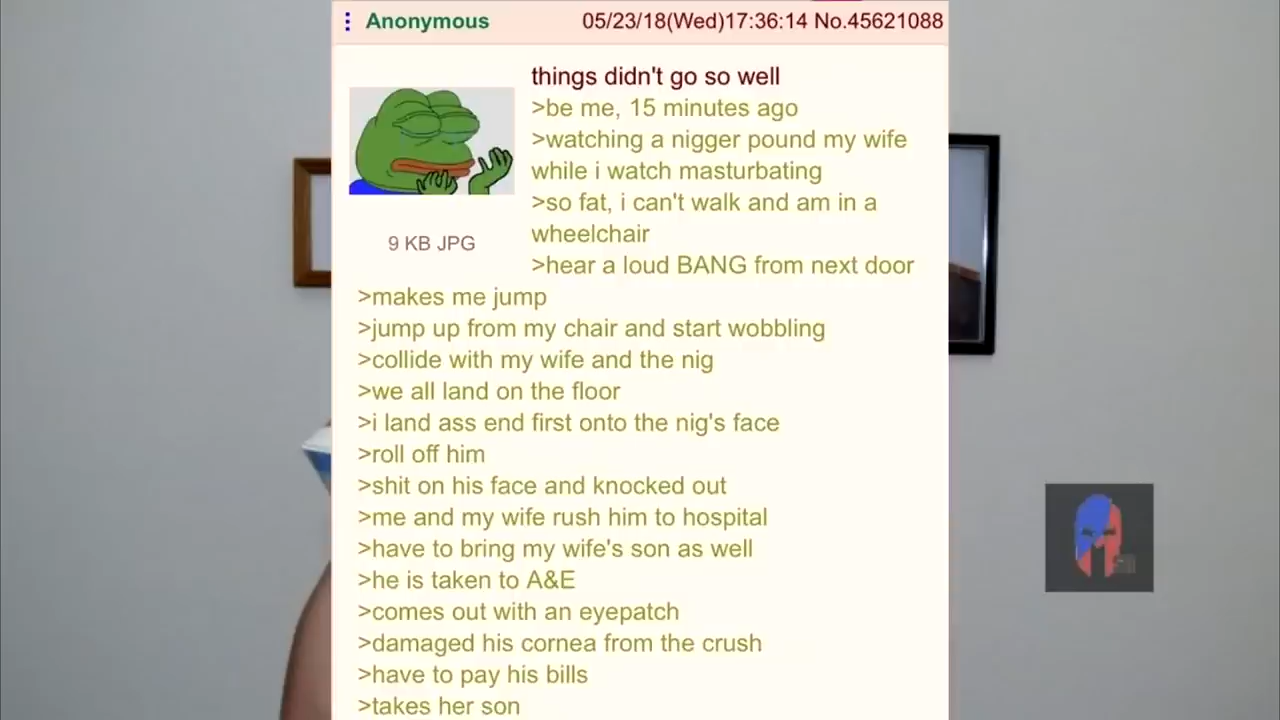 Anonymous 05/23/18(Wed)17:36:14 No.45621088
things didn't go so well
>be me, 15 minutes ago
>watching a nigger pound my wife
while i watch masturbating
>so fat, i can't walk and am in a
wheelchair
9 KB JPG
>hear a loud BANG from next door
>makes me jump
>jump up from my chair and start wobbling
>collide with my wife and the nig
>we all land on the floor
>i land ass end first onto the nig's face
>roll off him
>shit on his face and knocked out
>me and my wife rush him to hospital
>have to bring my wife's son as well
>he is taken to A&E
>comes out with an eyepatch
>damaged his cornea from the crush
>have to pay his bills
>takes her son